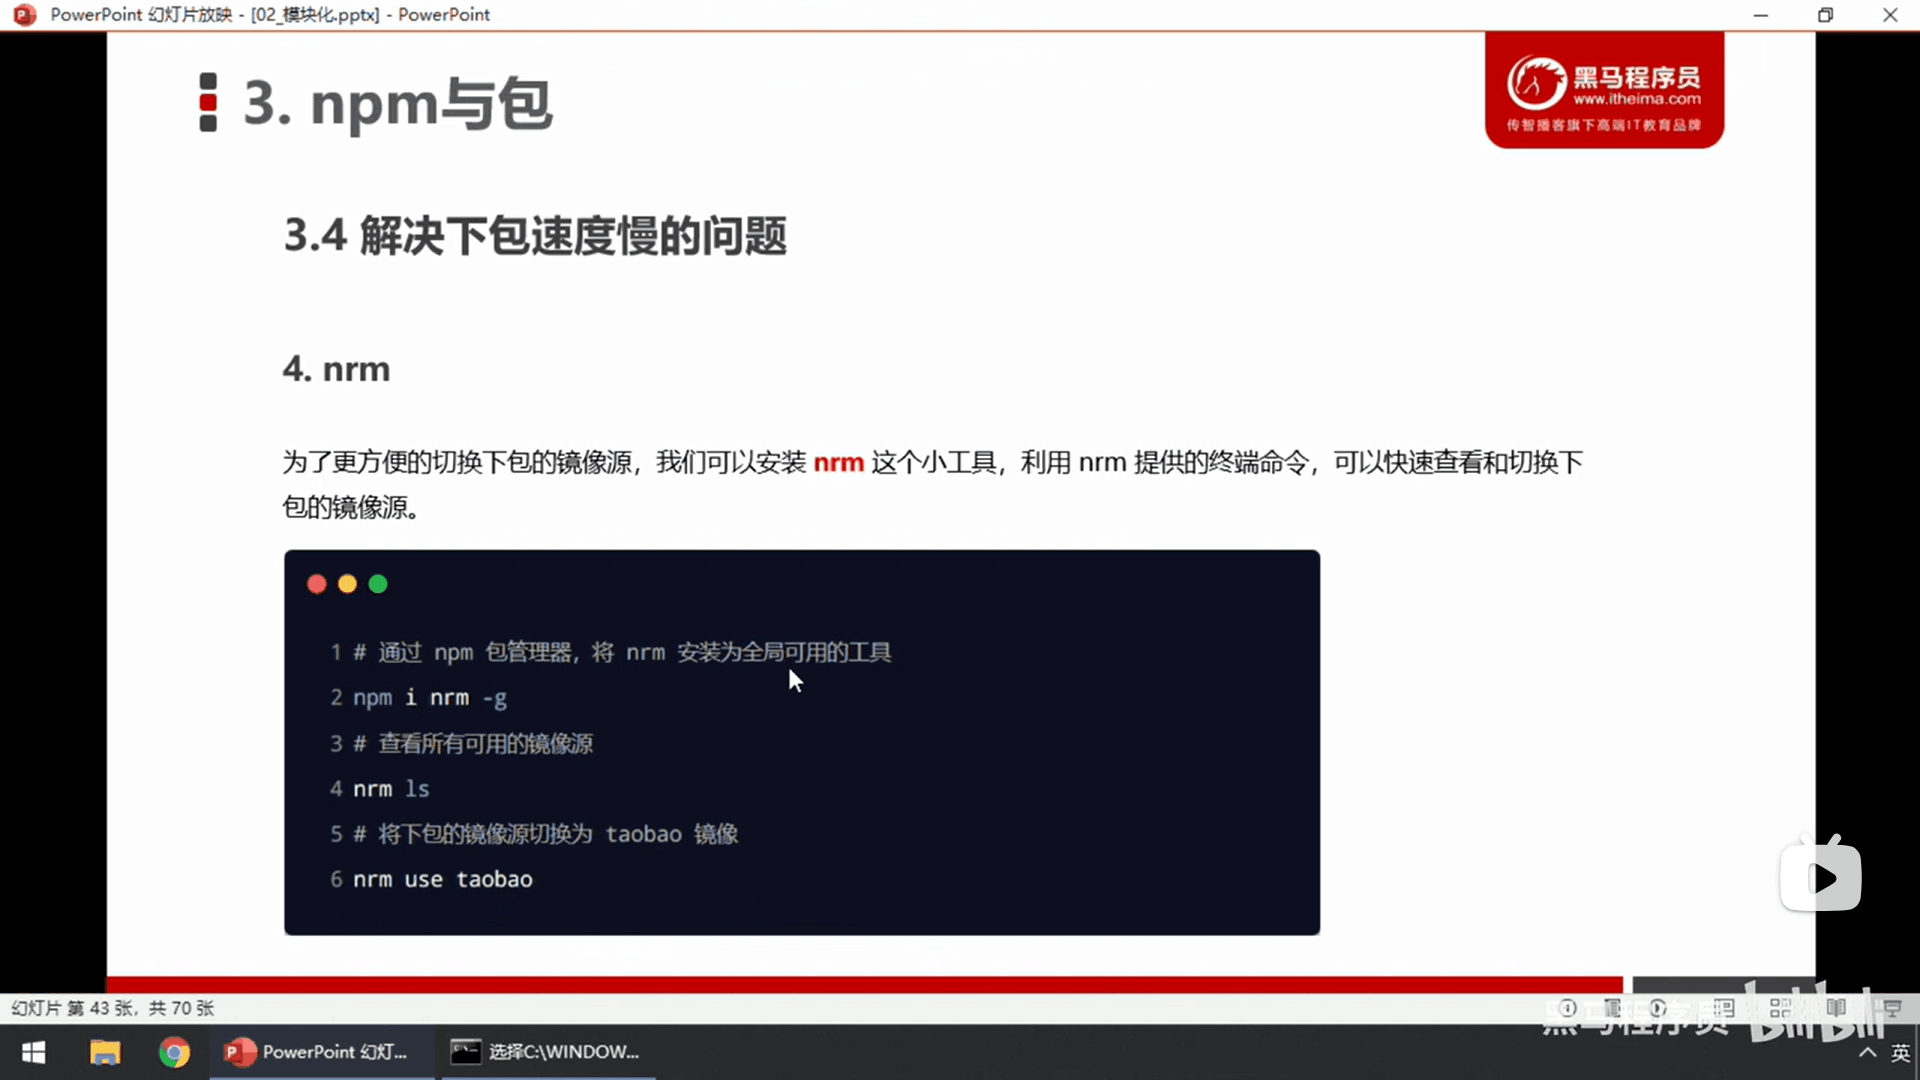 PowerPoint 幻灯片放映 - [02_模块化.pptx] - PowerPoint
3. npm与包
黑马程序员
www.itheima.com
传智播客旗下高端IT教育品牌
3.4 解决下包速度慢的问题
4. nrm
为了更方便的切换下包的镜像源，我们可以安装 nrm 这个小工具，利用 nrm 提供的终端命令，可以快速查看和切换下
包的镜像源。
1 # 通过 npm 包管理器，将 nrm 安装为全局可用的工具
2 npm i nrm -g
3 # 查看所有可用的镜像源
4 nrm ls
5 # 将下包的镜像源切换为 taobao 镜像
6 nrm use taobao
幻灯片 第 43 张，共 70 张
黑马程序员 bilibili
PowerPoint 幻灯...
选择C:\WINDOW...
英